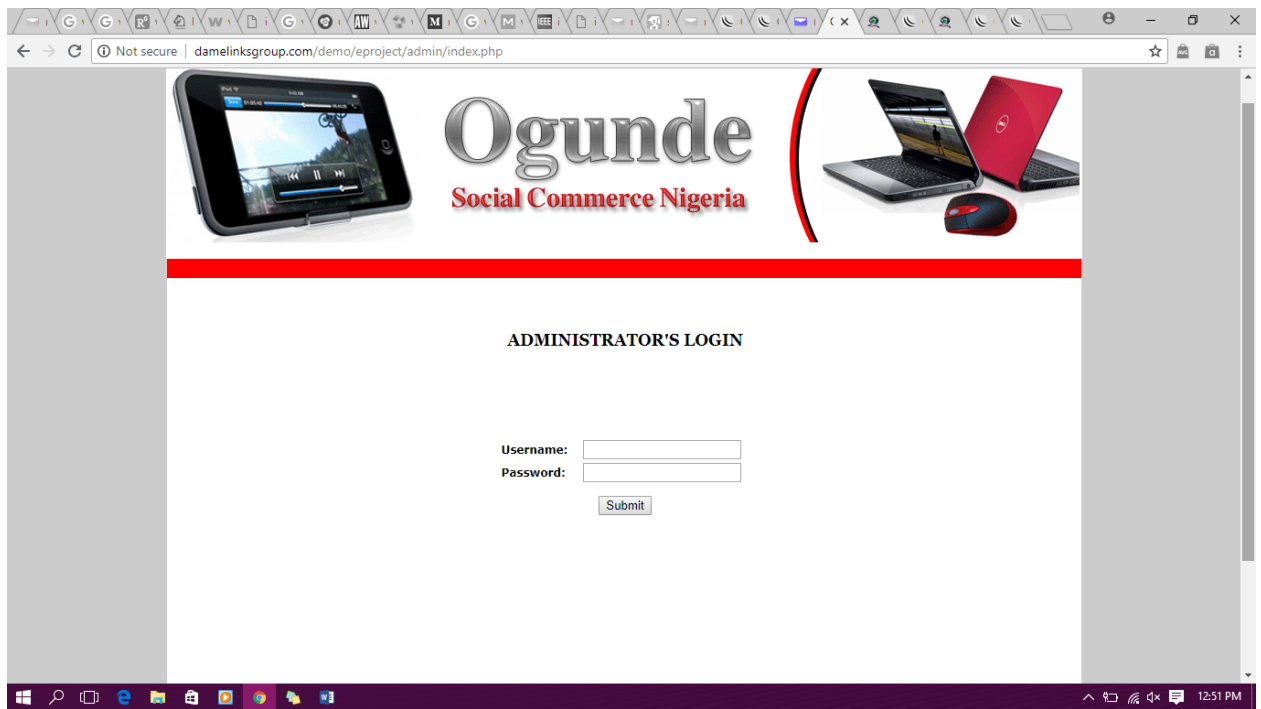 Not secure | damelinksgroup.com/demo/eproject/admin/index.php
Ogunde
Social Commerce Nigeria
ADMINISTRATOR'S LOGIN
Username:
Password:
Submit
12:51 PM